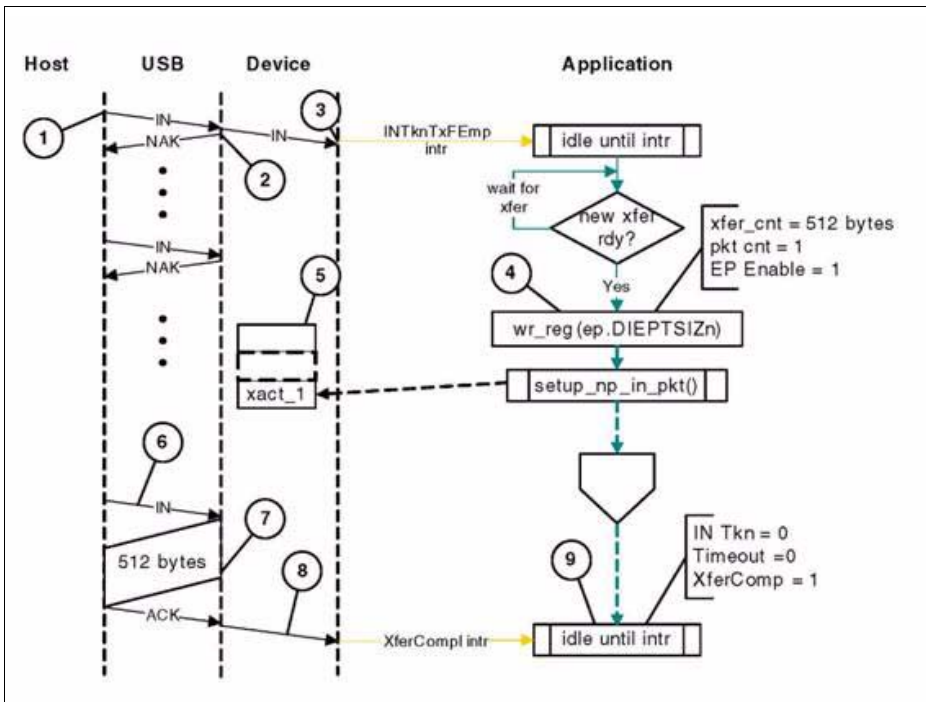 Host
USB
Device
Application
1
IN
NAK
2
IN
3
INTknTxFEmp
intr
idle until intr
wait for
xfer
new xfer
rdy?
Yes
xfer_cnt = 512 bytes
pkt cnt = 1
EP Enable = 1
IN
NAK
4
wr_reg (ep.DIEPTSIZn)
5
xact_1
setup_np_in_pkt()
6
IN
7
512 bytes
8
ACK
XferCompl intr
9
IN Tkn = 0
Timeout =0
XferComp = 1
idle until intr